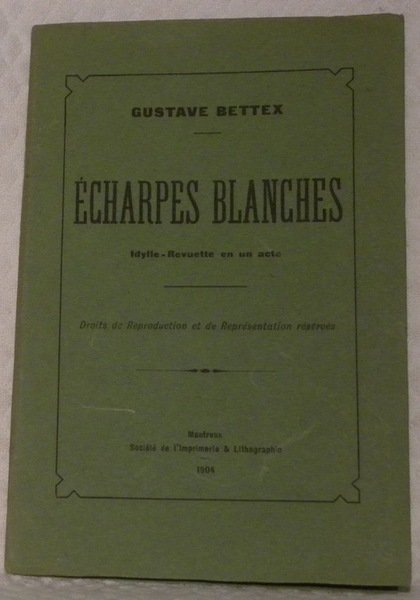 GUSTAVE BETTEX
ÉCHARPES BLANCHES
Idylle-Revuette en un acte
Droits de Reproduction et de Représentation réservés
Montreux
Société de l'Imprimerie & Lithographie
1904